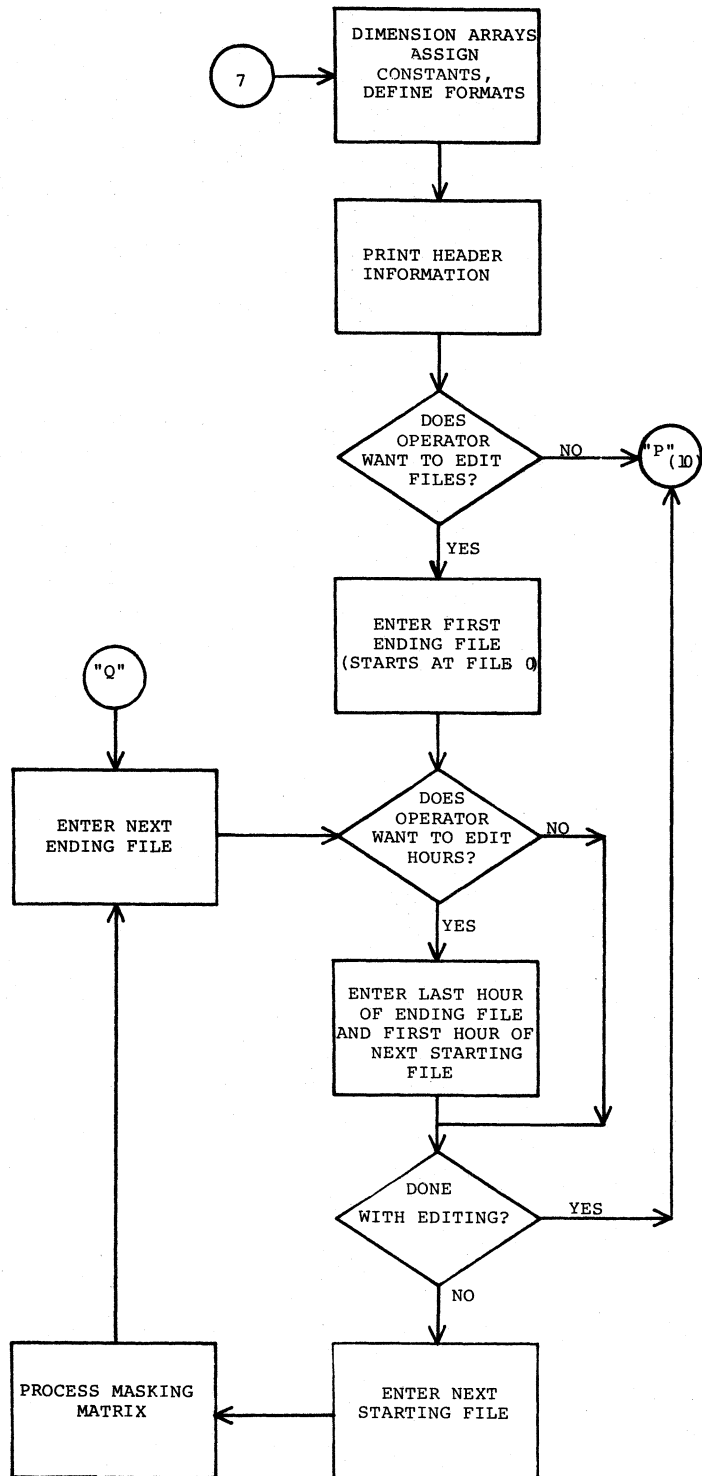 DIMENSION ARRAYS
ASSIGN
CONSTANTS,
DEFINE FORMATS
7
PRINT HEADER
INFORMATION
DOES
OPERATOR
WANT TO EDIT
FILES?
NO
"P"
(10)
YES
ENTER FIRST
ENDING FILE
(STARTS AT FILE 0)
"Q"
ENTER NEXT
ENDING FILE
DOES
OPERATOR
WANT TO EDIT
HOURS?
NO
YES
ENTER LAST HOUR
OF ENDING FILE
AND FIRST HOUR OF
NEXT STARTING
FILE
DONE
WITH EDITING?
YES
NO
PROCESS MASKING
MATRIX
ENTER NEXT
STARTING FILE